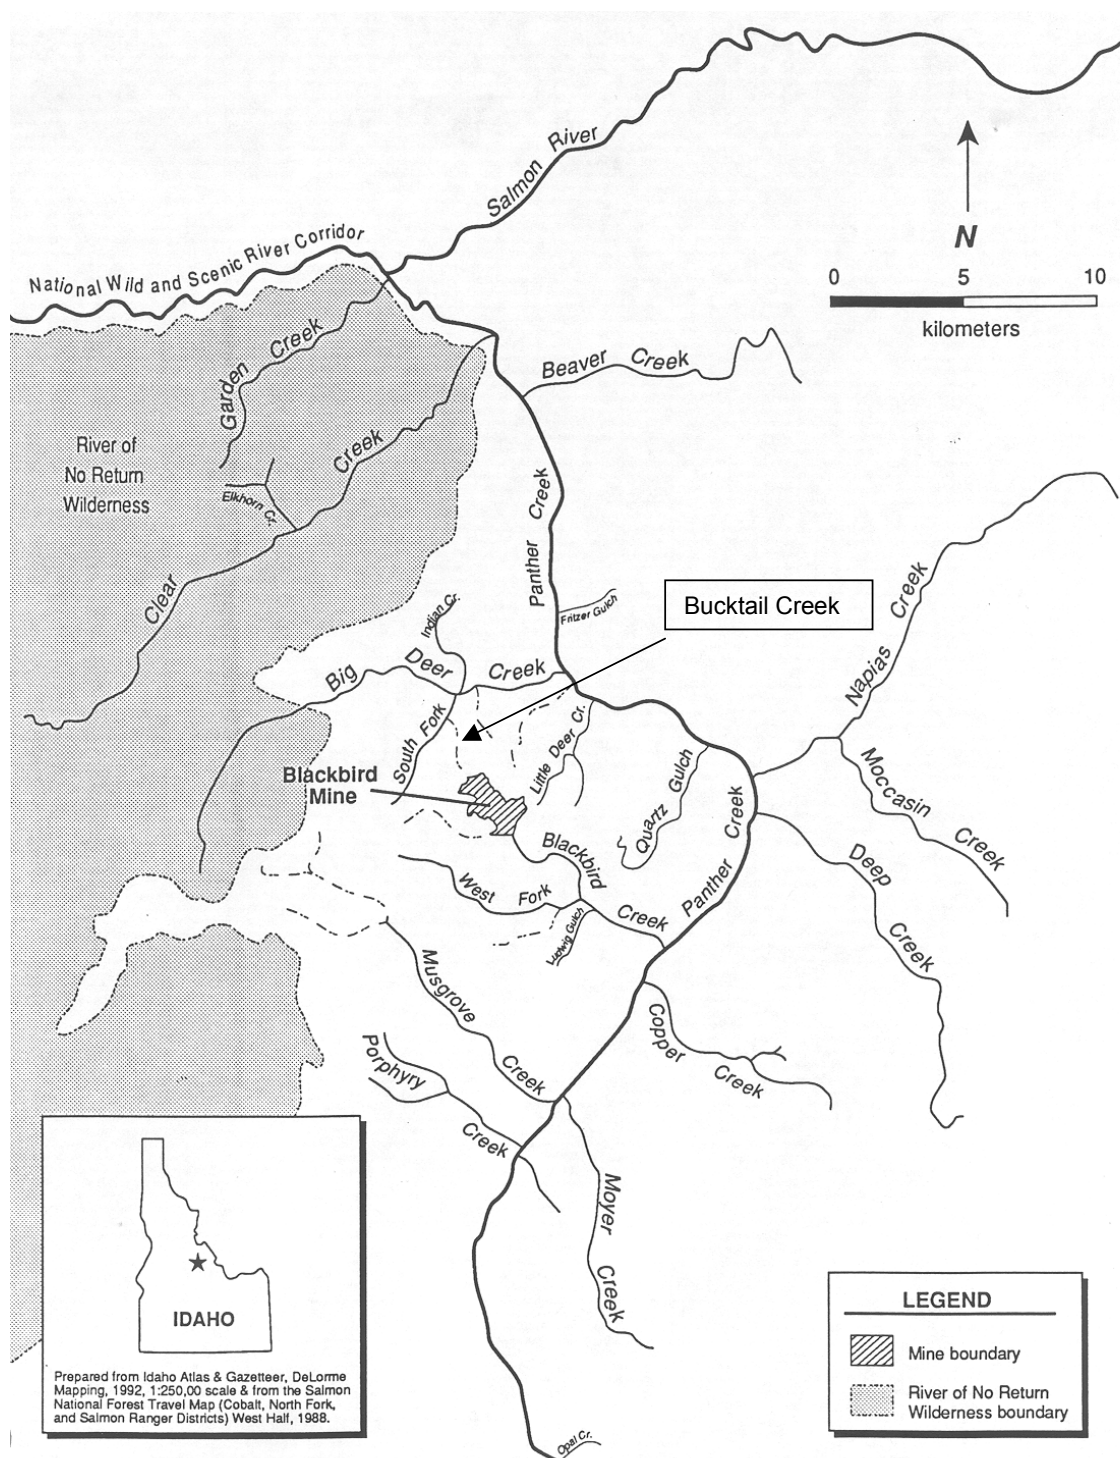 Salmon River
N
National Wild and Scenic River Corridor
0 5 10
kilometers
Garden Creek
Beaver Creek
River of
No Return
Wilderness
Clear Creek
Elkhorn Cr.
Panther Creek
Fritzer Gulch
Bucktail Creek
Indian Cr.
Big Deer Creek
Napias Creek
South Fork
Little Deer Cr.
Blackbird
Mine
Quartz Gulch
Moccasin Creek
Panther Creek
Deep Creek
Blackbird Creek
West Fork
Ludwig Gulch
Musgrove Creek
Copper Creek
Porphyry Creek
Moyer Creek
Opal Cr.
IDAHO
Prepared from Idaho Atlas & Gazetteer, DeLorme
Mapping, 1992, 1:250,00 scale & from the Salmon
National Forest Travel Map (Cobalt, North Fork,
and Salmon Ranger Districts) West Half, 1988.
LEGEND
Mine boundary
River of No Return
Wilderness boundary